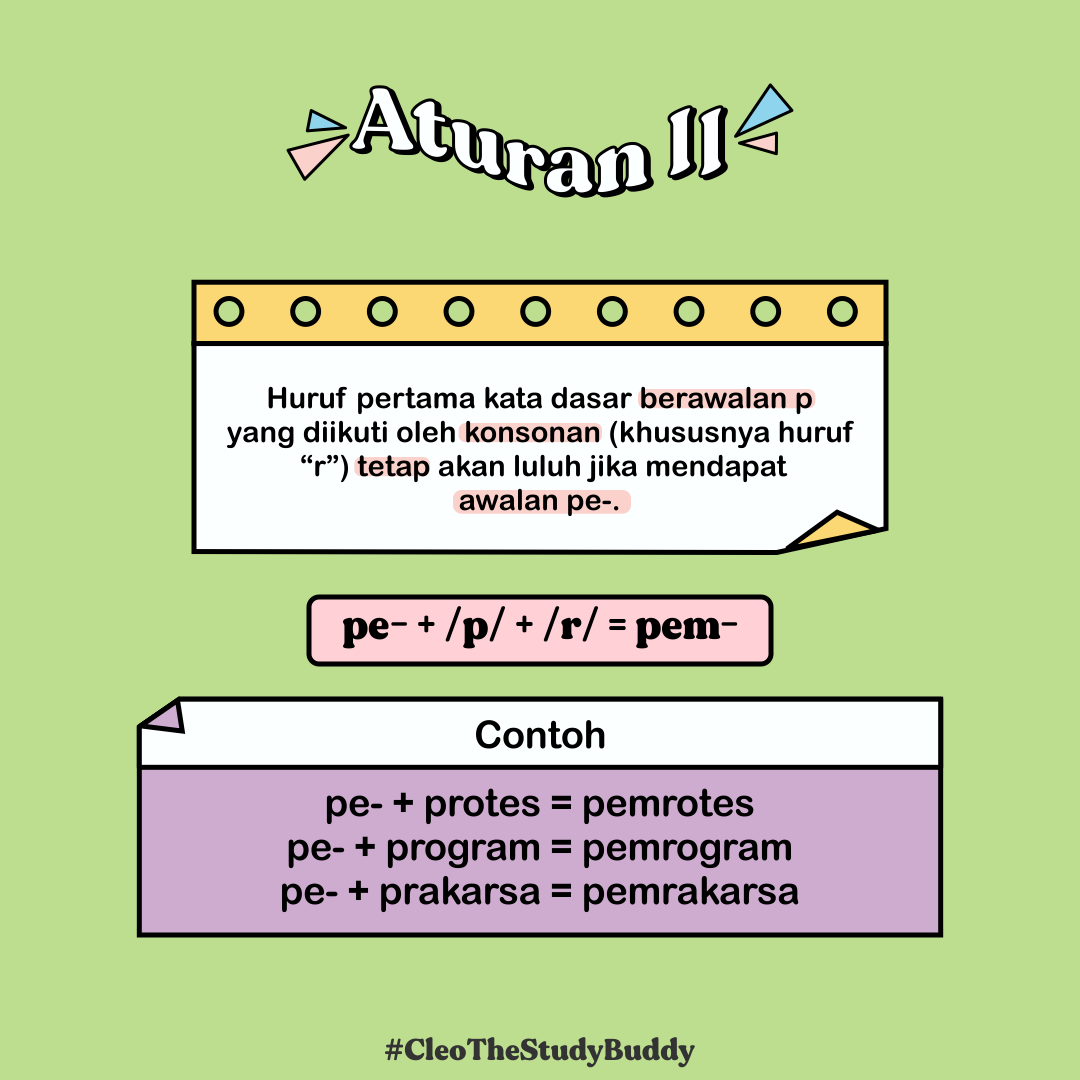 Aturan II
Huruf pertama kata dasar berawalan p
yang diikuti oleh konsonan (khususnya huruf
“r”) tetap akan luluh jika mendapat
awalan pe-.
pe- + /p/ + /r/ = pem-
Contoh
pe- + protes = pemrotes
pe- + program = pemrogram
pe- + prakarsa = pemrakarsa
#CleoTheStudyBuddy